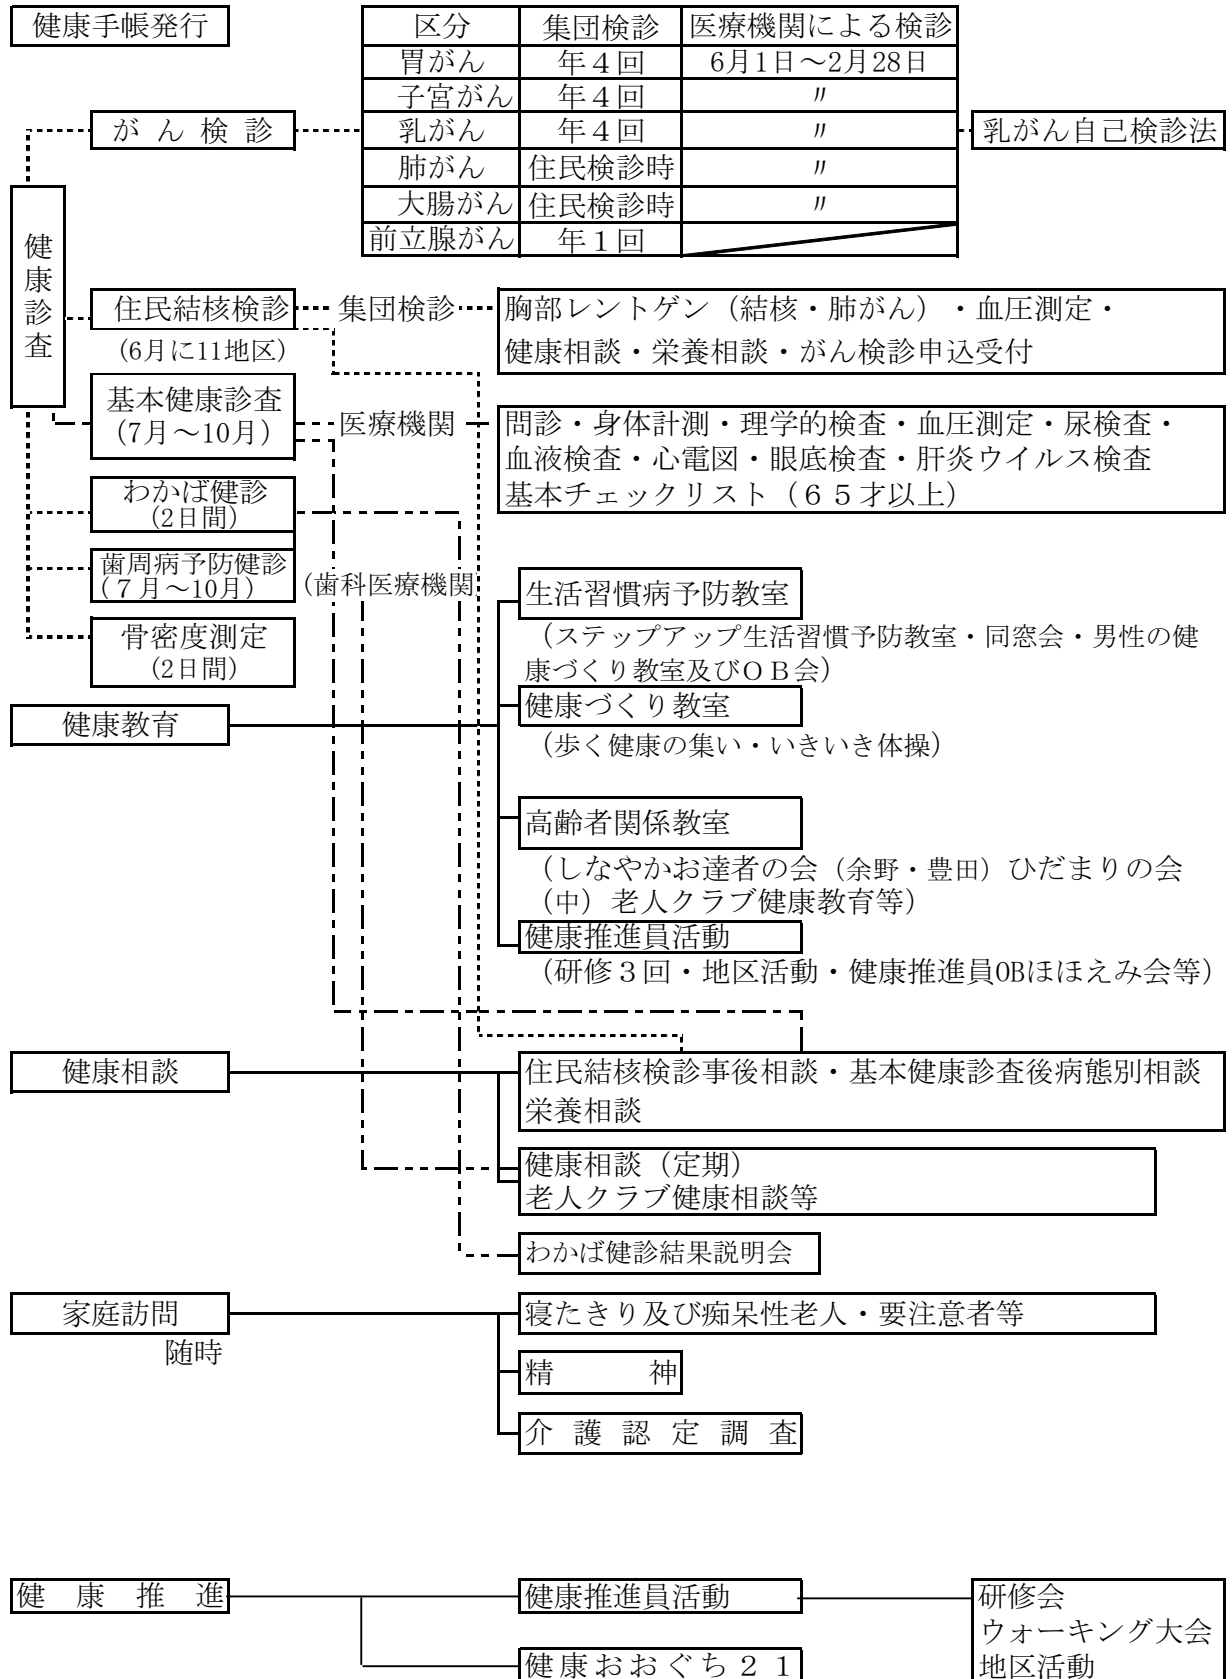 健康手帳発行
区分 集団検診 医療機関による検診
胃がん 年４回 6月1日～2月28日
子宮がん 年４回 〃
がん検診 乳がん 年４回 〃 乳がん自己検診法
肺がん 住民検診時 〃
大腸がん 住民検診時 〃
前立腺がん 年１回
健康診査
住民結核検診 集団検診 胸部レントゲン（結核・肺がん）・血圧測定・
(6月に11地区) 健康相談・栄養相談・がん検診申込受付
基本健康診査
(7月～10月) 医療機関 問診・身体計測・理学的検査・血圧測定・尿検査・
血液検査・心電図・眼底検査・肝炎ウイルス検査
基本チェックリスト（６５才以上）
わかば健診
(2日間)
歯周病予防健診
(７月～10月) (歯科医療機関
生活習慣病予防教室
（ステップアップ生活習慣予防教室・同窓会・男性の健
康づくり教室及びＯＢ会）
骨密度測定
(2日間)
健康教育 健康づくり教室
（歩く健康の集い・いきいき体操）
高齢者関係教室
（しなやかお達者の会（余野・豊田）ひだまりの会
（中）老人クラブ健康教育等）
健康推進員活動
（研修３回・地区活動・健康推進員OBほほえみ会等）
健康相談 住民結核検診事後相談・基本健康診査後病態別相談
栄養相談
健康相談（定期）
老人クラブ健康相談等
わかば健診結果説明会
家庭訪問 寝たきり及び痴呆性老人・要注意者等
随時
精神
介護認定調査
健康推進 健康推進員活動 研修会
ウォーキング大会
健康おおぐち２１ 地区活動